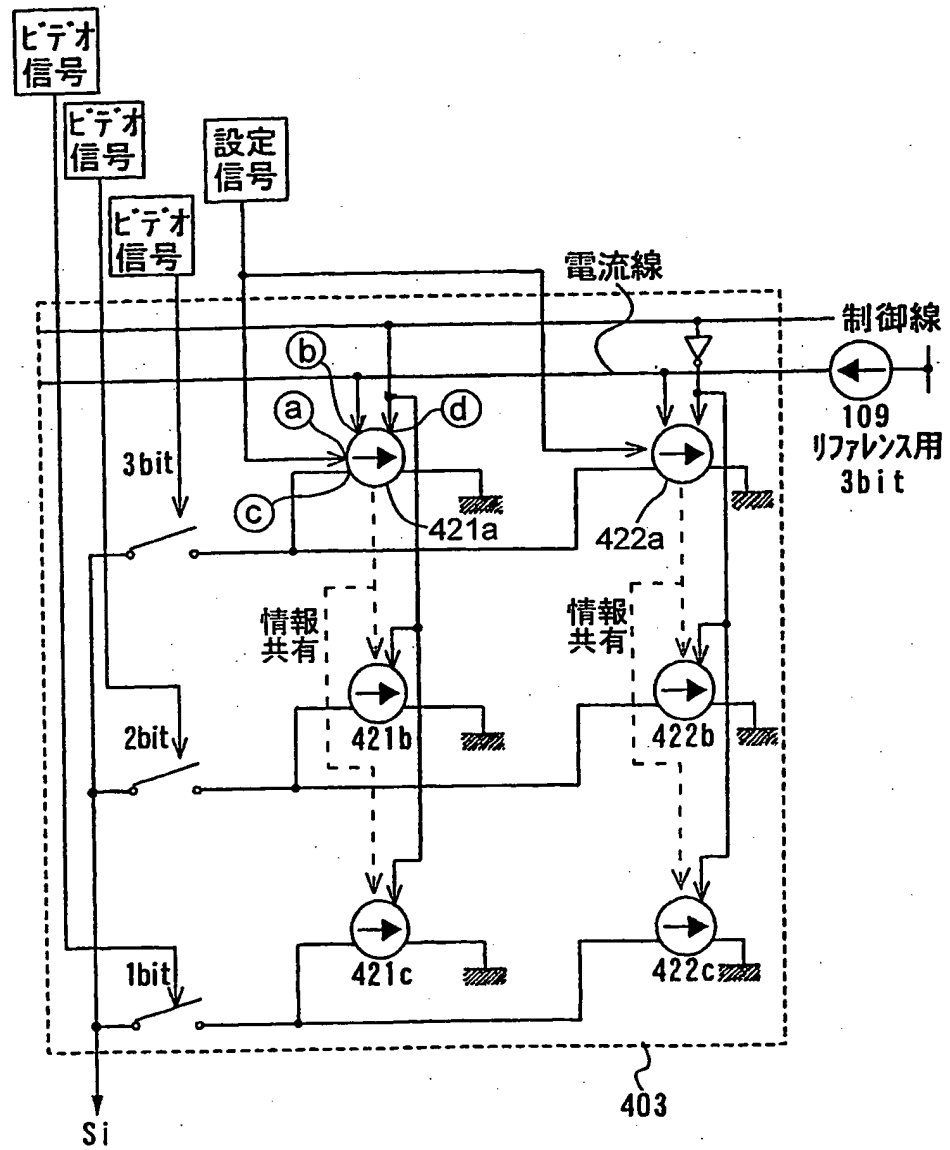 ビデオ
信号
ビデオ
信号
ビデオ
信号
設定
信号
電流線
制御線
109
リファレンス用
3bit
b
a
d
c
3bit
421a
422a
情報
共有
情報
共有
2bit
421b
422b
1bit
421c
422c
403
Si